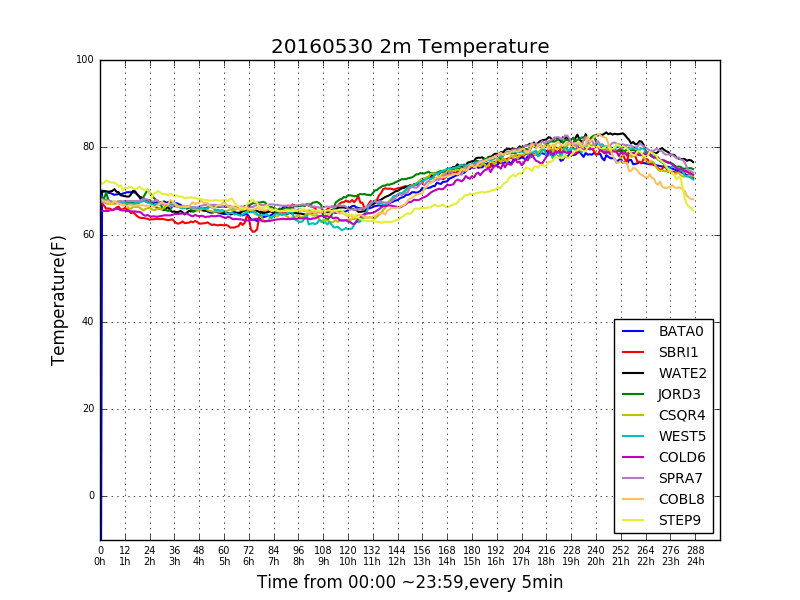 20160530 2m Temperature
Temperature(F)
100
80
60
40
20
0
BATA0
SBRI1
WATE2
JORD3
CSQR4
WEST5
COLD6
SPRA7
COBL8
STEP9
0 12 24 36 48 60 72 84 96 108 120 132 144 156 168 180 192 204 216 228 240 252 264 276 288
0h 1h 2h 3h 4h 5h 6h 7h 8h 9h 10h 11h 12h 13h 14h 15h 16h 17h 18h 19h 20h 21h 22h 23h 24h
Time from 00:00 ~23:59,every 5min